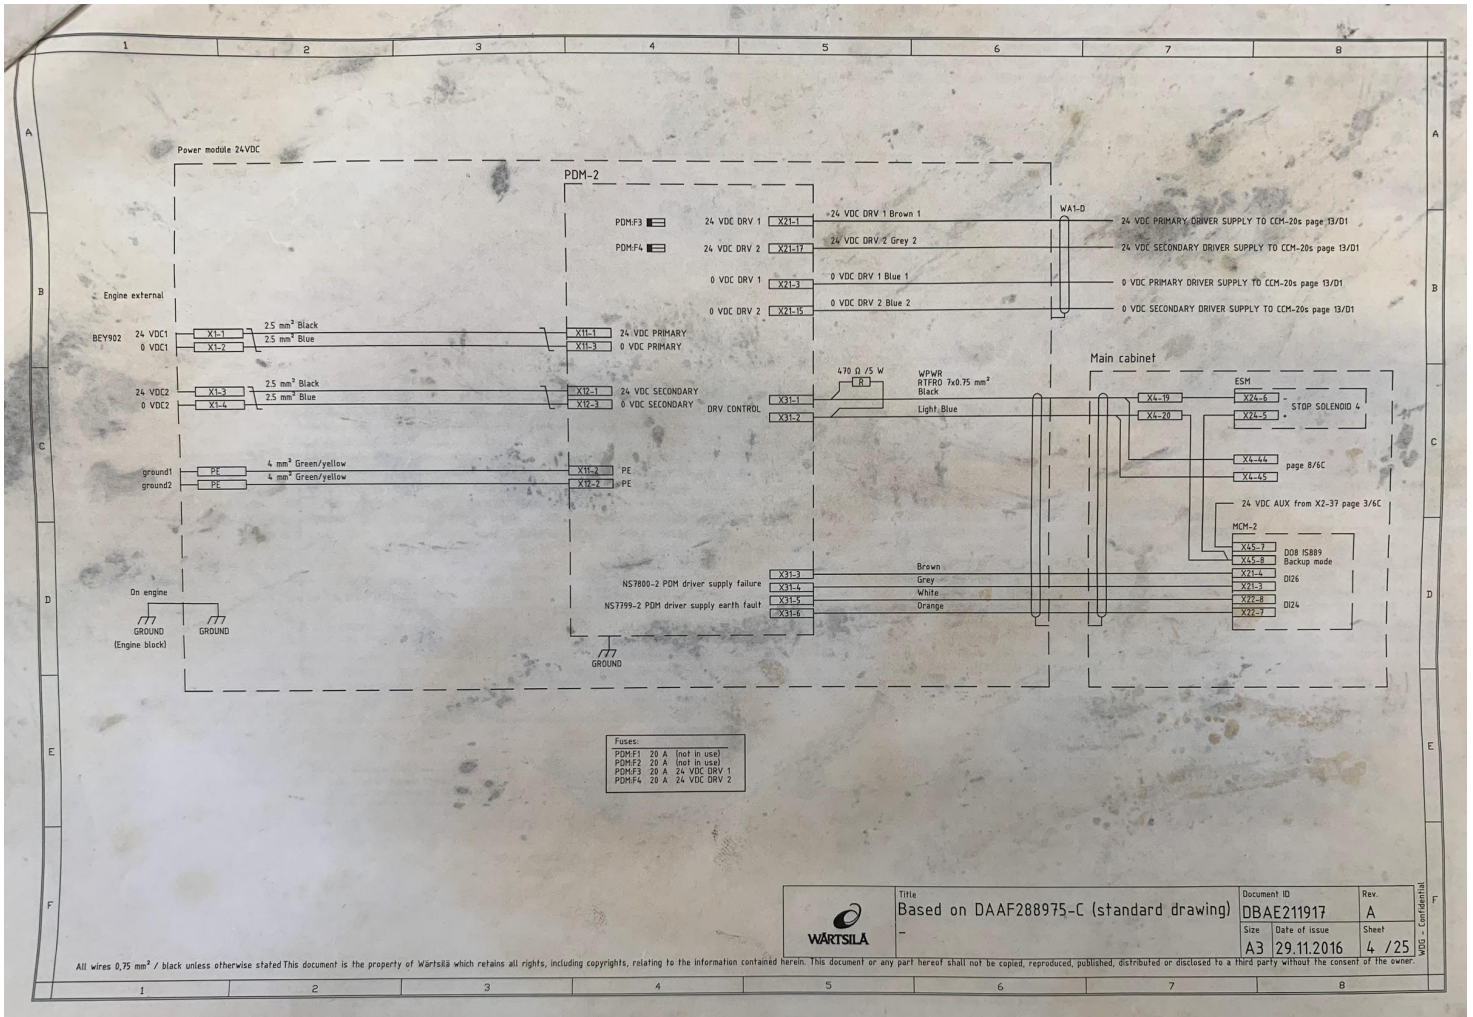 1 2 3 4 5 6 7 8
A
A
Power module 24VDC
PDM-2
WA1-D
PDM:F3 24 VDC DRV 1 X21-1 24 VDC DRV 1 Brown 1 24 VDC PRIMARY DRIVER SUPPLY TO CCM-20s page 13/D1
PDM:F4 24 VDC DRV 2 X21-17 24 VDC DRV 2 Grey 2 24 VDC SECONDARY DRIVER SUPPLY TO CCM-20s page 13/D1
0 VDC DRV 1 X21-3 0 VDC DRV 1 Blue 1 0 VDC PRIMARY DRIVER SUPPLY TO CCM-20s page 13/D1
0 VDC DRV 2 X21-15 0 VDC DRV 2 Blue 2 0 VDC SECONDARY DRIVER SUPPLY TO CCM-20s page 13/D1
B
B
Engine external
BEY902
24 VDC1 X1-1 2.5 mm² Black X11-1 24 VDC PRIMARY
0 VDC1 X1-2 2.5 mm² Blue X11-3 0 VDC PRIMARY
24 VDC2 X1-3 2.5 mm² Black X12-1 24 VDC SECONDARY
0 VDC2 X1-4 2.5 mm² Blue X12-3 0 VDC SECONDARY
DRV CONTROL
X31-1
X31-2
470 Ω /5 W
R
WPWR
RTFRO 7x0.75 mm²
Black
Light Blue
Main cabinet
ESM
X4-19 X24-6 -
STOP SOLENOID 4
X4-20 X24-5 +
C
C
X4-44
page 8/6C
X4-45
ground1 PE 4 mm² Green/yellow X11-2 PE
ground2 PE 4 mm² Green/yellow X12-2 PE
24 VDC AUX from X2-37 page 3/6C
MCM-2
X45-7
DO8 IS889
X45-8
Backup mode
X31-3 Brown X21-4
NS7800-2 PDM driver supply failure
DI26
X31-4 Grey X21-3
X31-5 White X22-8
NS7799-2 PDM driver supply earth fault
DI24
X31-6 Orange X22-7
D
D
On engine
GROUND GROUND
(Engine block)
GROUND
E
E
Fuses:
PDM:F1 20 A (not in use)
PDM:F2 20 A (not in use)
PDM:F3 20 A 24 VDC DRV 1
PDM:F4 20 A 24 VDC DRV 2
F
F
WÄRTSILÄ
Title
Based on DAAF288975-C (standard drawing)
-
Document ID
DBAE211917
Rev.
A
Size
A3
Date of issue
29.11.2016
Sheet
4 /25
WDG - Confidential
All wires 0,75 mm² / black unless otherwise stated This document is the property of Wärtsilä which retains all rights, including copyrights, relating to the information contained herein. This document or any part hereof shall not be copied, reproduced, published, distributed or disclosed to a third party without the consent of the owner.
1 2 3 4 5 6 7 8